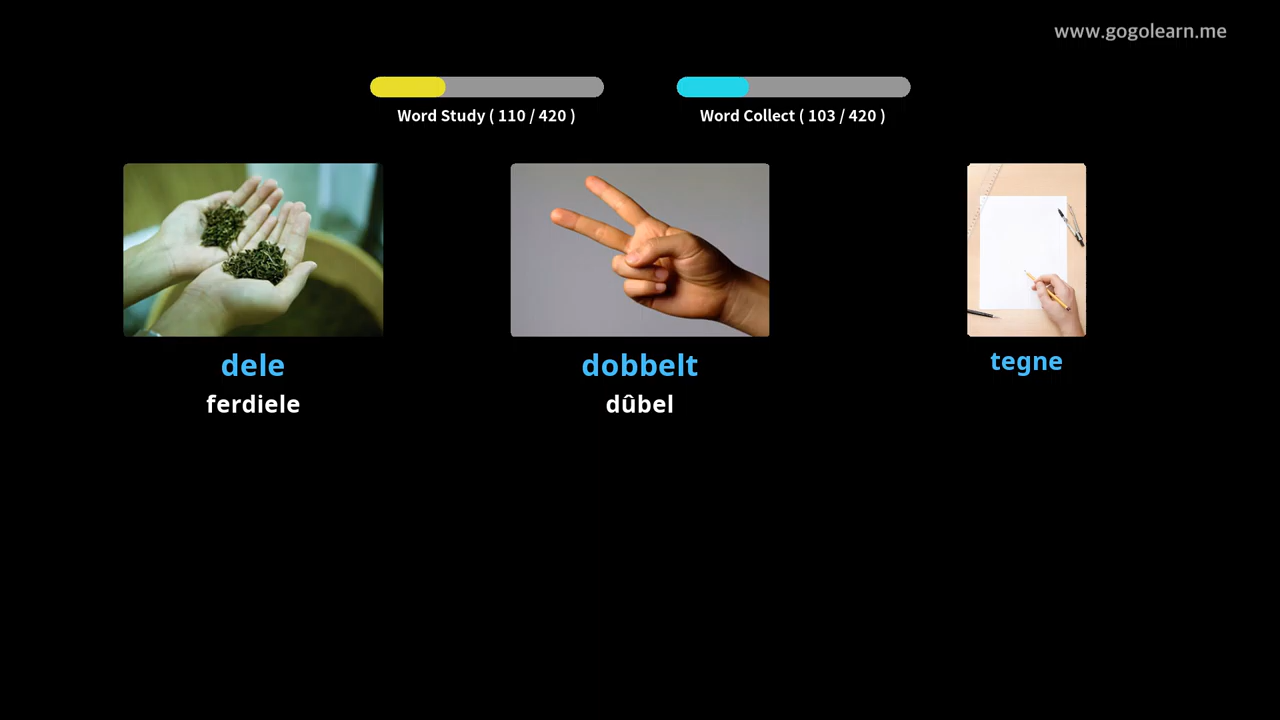 www.gogolearn.me
Word Study ( 110 / 420 )
Word Collect ( 103 / 420 )
dele
dobbelt
tegne
ferdiele
dûbel